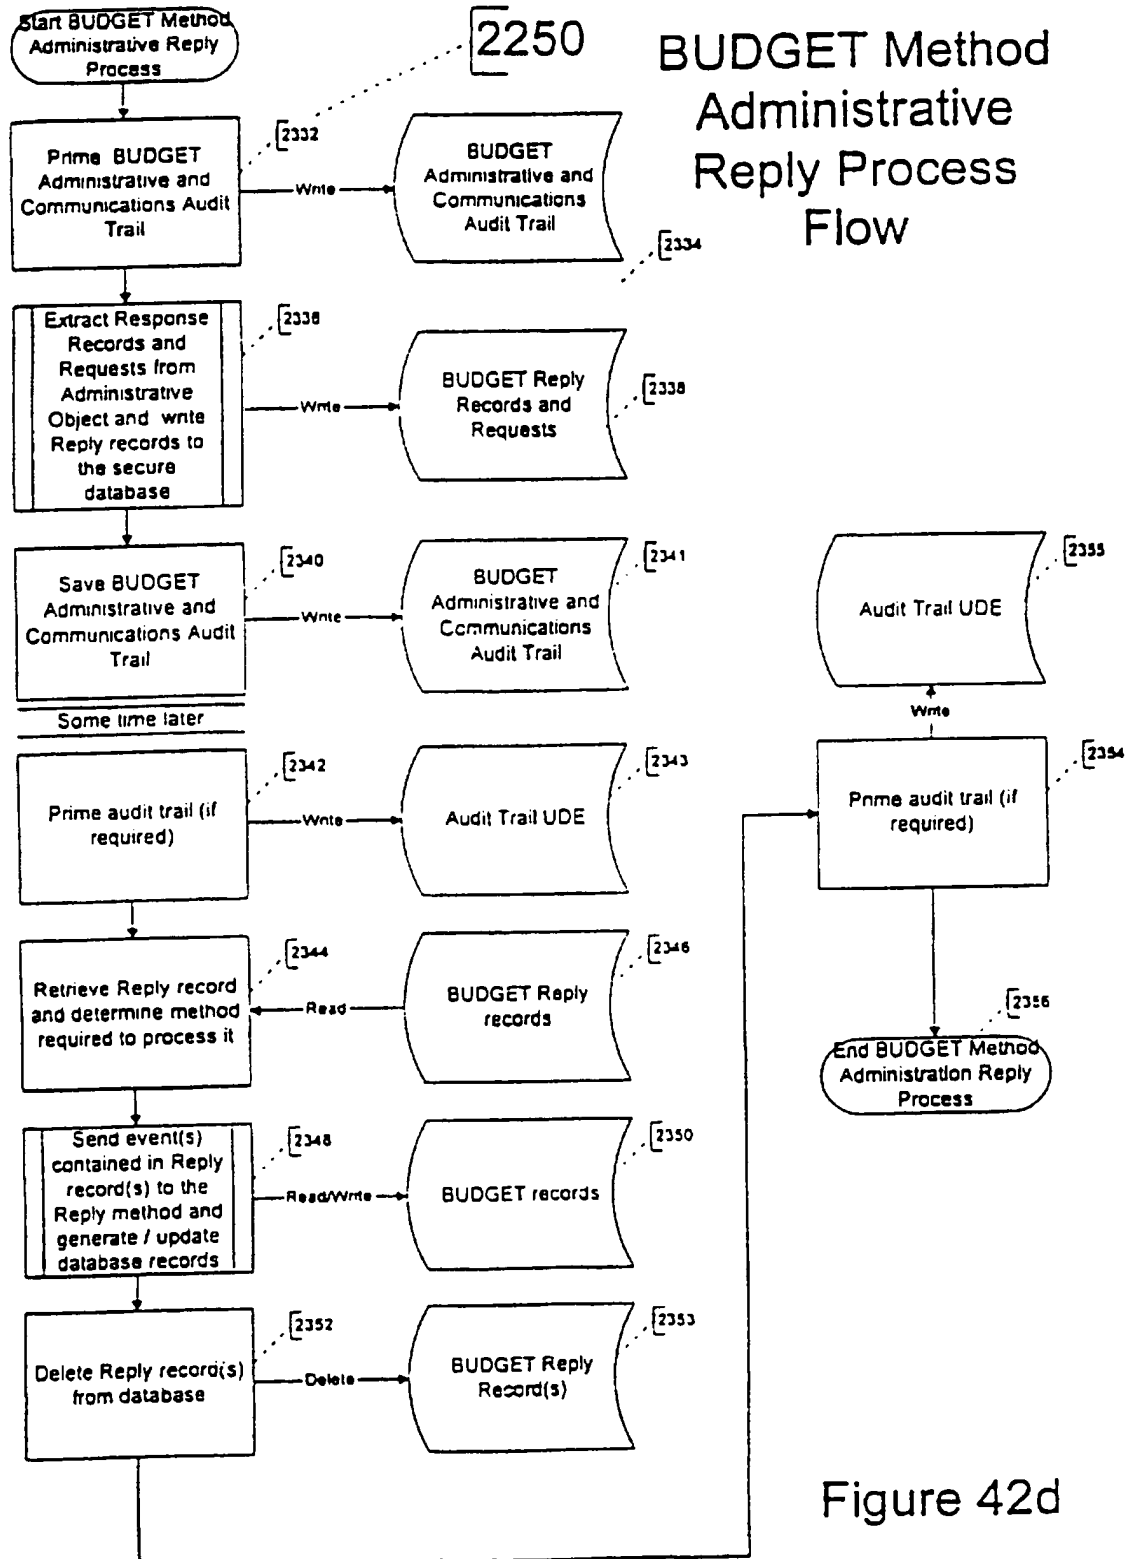 Start BUDGET Method
Administrative Reply
Process
2250
BUDGET Method
Administrative
Reply Process
Flow
Prime BUDGET
Administrative and
Communications Audit
Trail
2332
Write
BUDGET
Administrative and
Communications
Audit Trail
2334
Extract Response
Records and
Requests from
Administrative
Object and write
Reply records to
the secure
database
2336
Write
BUDGET Reply
Records and
Requests
2338
Save BUDGET
Administrative and
Communications Audit
Trail
2340
Write
BUDGET
Administrative and
Communications
Audit Trail
2341
Some time later
Prime audit trail (if
required)
2342
Write
Audit Trail UDE
2343
Retrieve Reply record
and determine method
required to process it
2344
Read
BUDGET Reply
records
2346
Send event(s)
contained in Reply
record(s) to the
Reply method and
generate / update
database records
2348
Read/Write
BUDGET records
2350
Delete Reply record(s)
from database
2352
Delete
BUDGET Reply
Record(s)
2353
Audit Trail UDE
2355
Write
Prime audit trail (if
required)
2354
2356
End BUDGET Method
Administration Reply
Process
Figure 42d